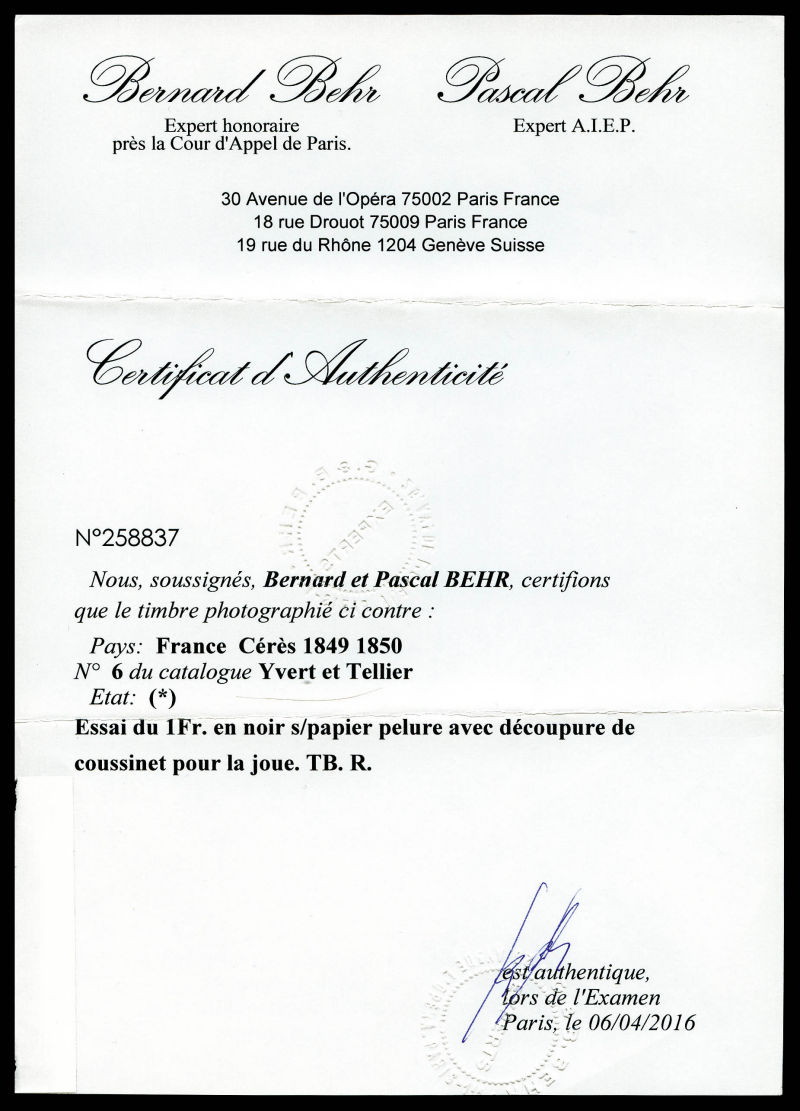 Bernard Behr
Pascal Behr
Expert honoraire
près la Cour d'Appel de Paris.
Expert A.I.E.P.
30 Avenue de l'Opéra 75002 Paris France
18 rue Drouot 75009 Paris France
19 rue du Rhône 1204 Genève Suisse
Certificat d'Authenticité
EXPERTS
N°258837
Nous, soussignés, Bernard et Pascal BEHR, certifions
que le timbre photographié ci contre :
Pays: France Cérès 1849 1850
N° 6 du catalogue Yvert et Tellier
Etat: (*)
Essai du 1Fr. en noir s/papier pelure avec découpure de
coussinet pour la joue. TB. R.
est authentique,
lors de l'Examen
Paris, le 06/04/2016